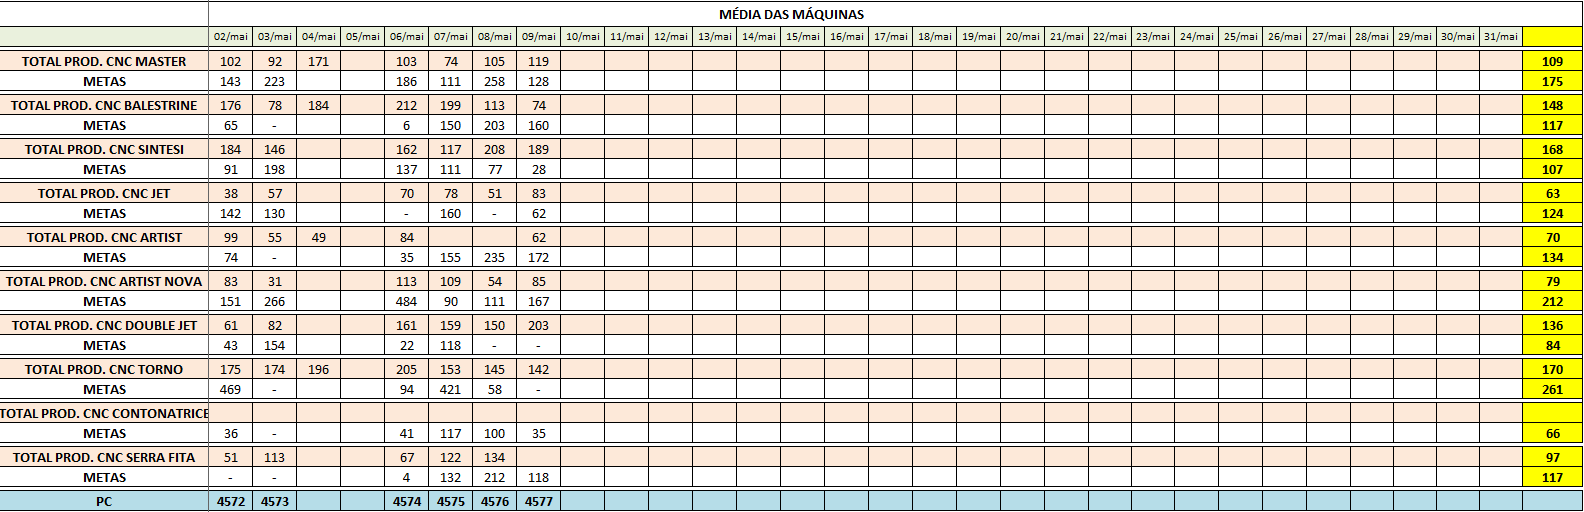 MÉDIA DAS MÁQUINAS
02/mai 03/mai 04/mai 05/mai 06/mai 07/mai 08/mai 09/mai 10/mai 11/mai 12/mai 13/mai 14/mai 15/mai 16/mai 17/mai 18/mai 19/mai 20/mai 21/mai 22/mai 23/mai 24/mai 25/mai 26/mai 27/mai 28/mai 29/mai 30/mai 31/mai
TOTAL PROD. CNC MASTER 102 92 171 103 74 105 119 109
METAS 143 223 186 111 258 128 175
TOTAL PROD. CNC BALESTRINE 176 78 184 212 199 113 74 148
METAS 65 - 6 150 203 160 117
TOTAL PROD. CNC SINTESI 184 146 162 117 208 189 168
METAS 91 198 137 111 77 28 107
TOTAL PROD. CNC JET 38 57 70 78 51 83 63
METAS 142 130 - 160 - 62 124
TOTAL PROD. CNC ARTIST 99 55 49 84 62 70
METAS 74 - 35 155 235 172 134
TOTAL PROD. CNC ARTIST NOVA 83 31 113 109 54 85 79
METAS 151 266 484 90 111 167 212
TOTAL PROD. CNC DOUBLE JET 61 82 161 159 150 203 136
METAS 43 154 22 118 - - 84
TOTAL PROD. CNC TORNO 175 174 196 205 153 145 142 170
METAS 469 - 94 421 58 - 261
TOTAL PROD. CNC CONTONATRICE
METAS 36 - 41 117 100 35 66
TOTAL PROD. CNC SERRA FITA 51 113 67 122 134 97
METAS - - 4 132 212 118 117
PC 4572 4573 4574 4575 4576 4577